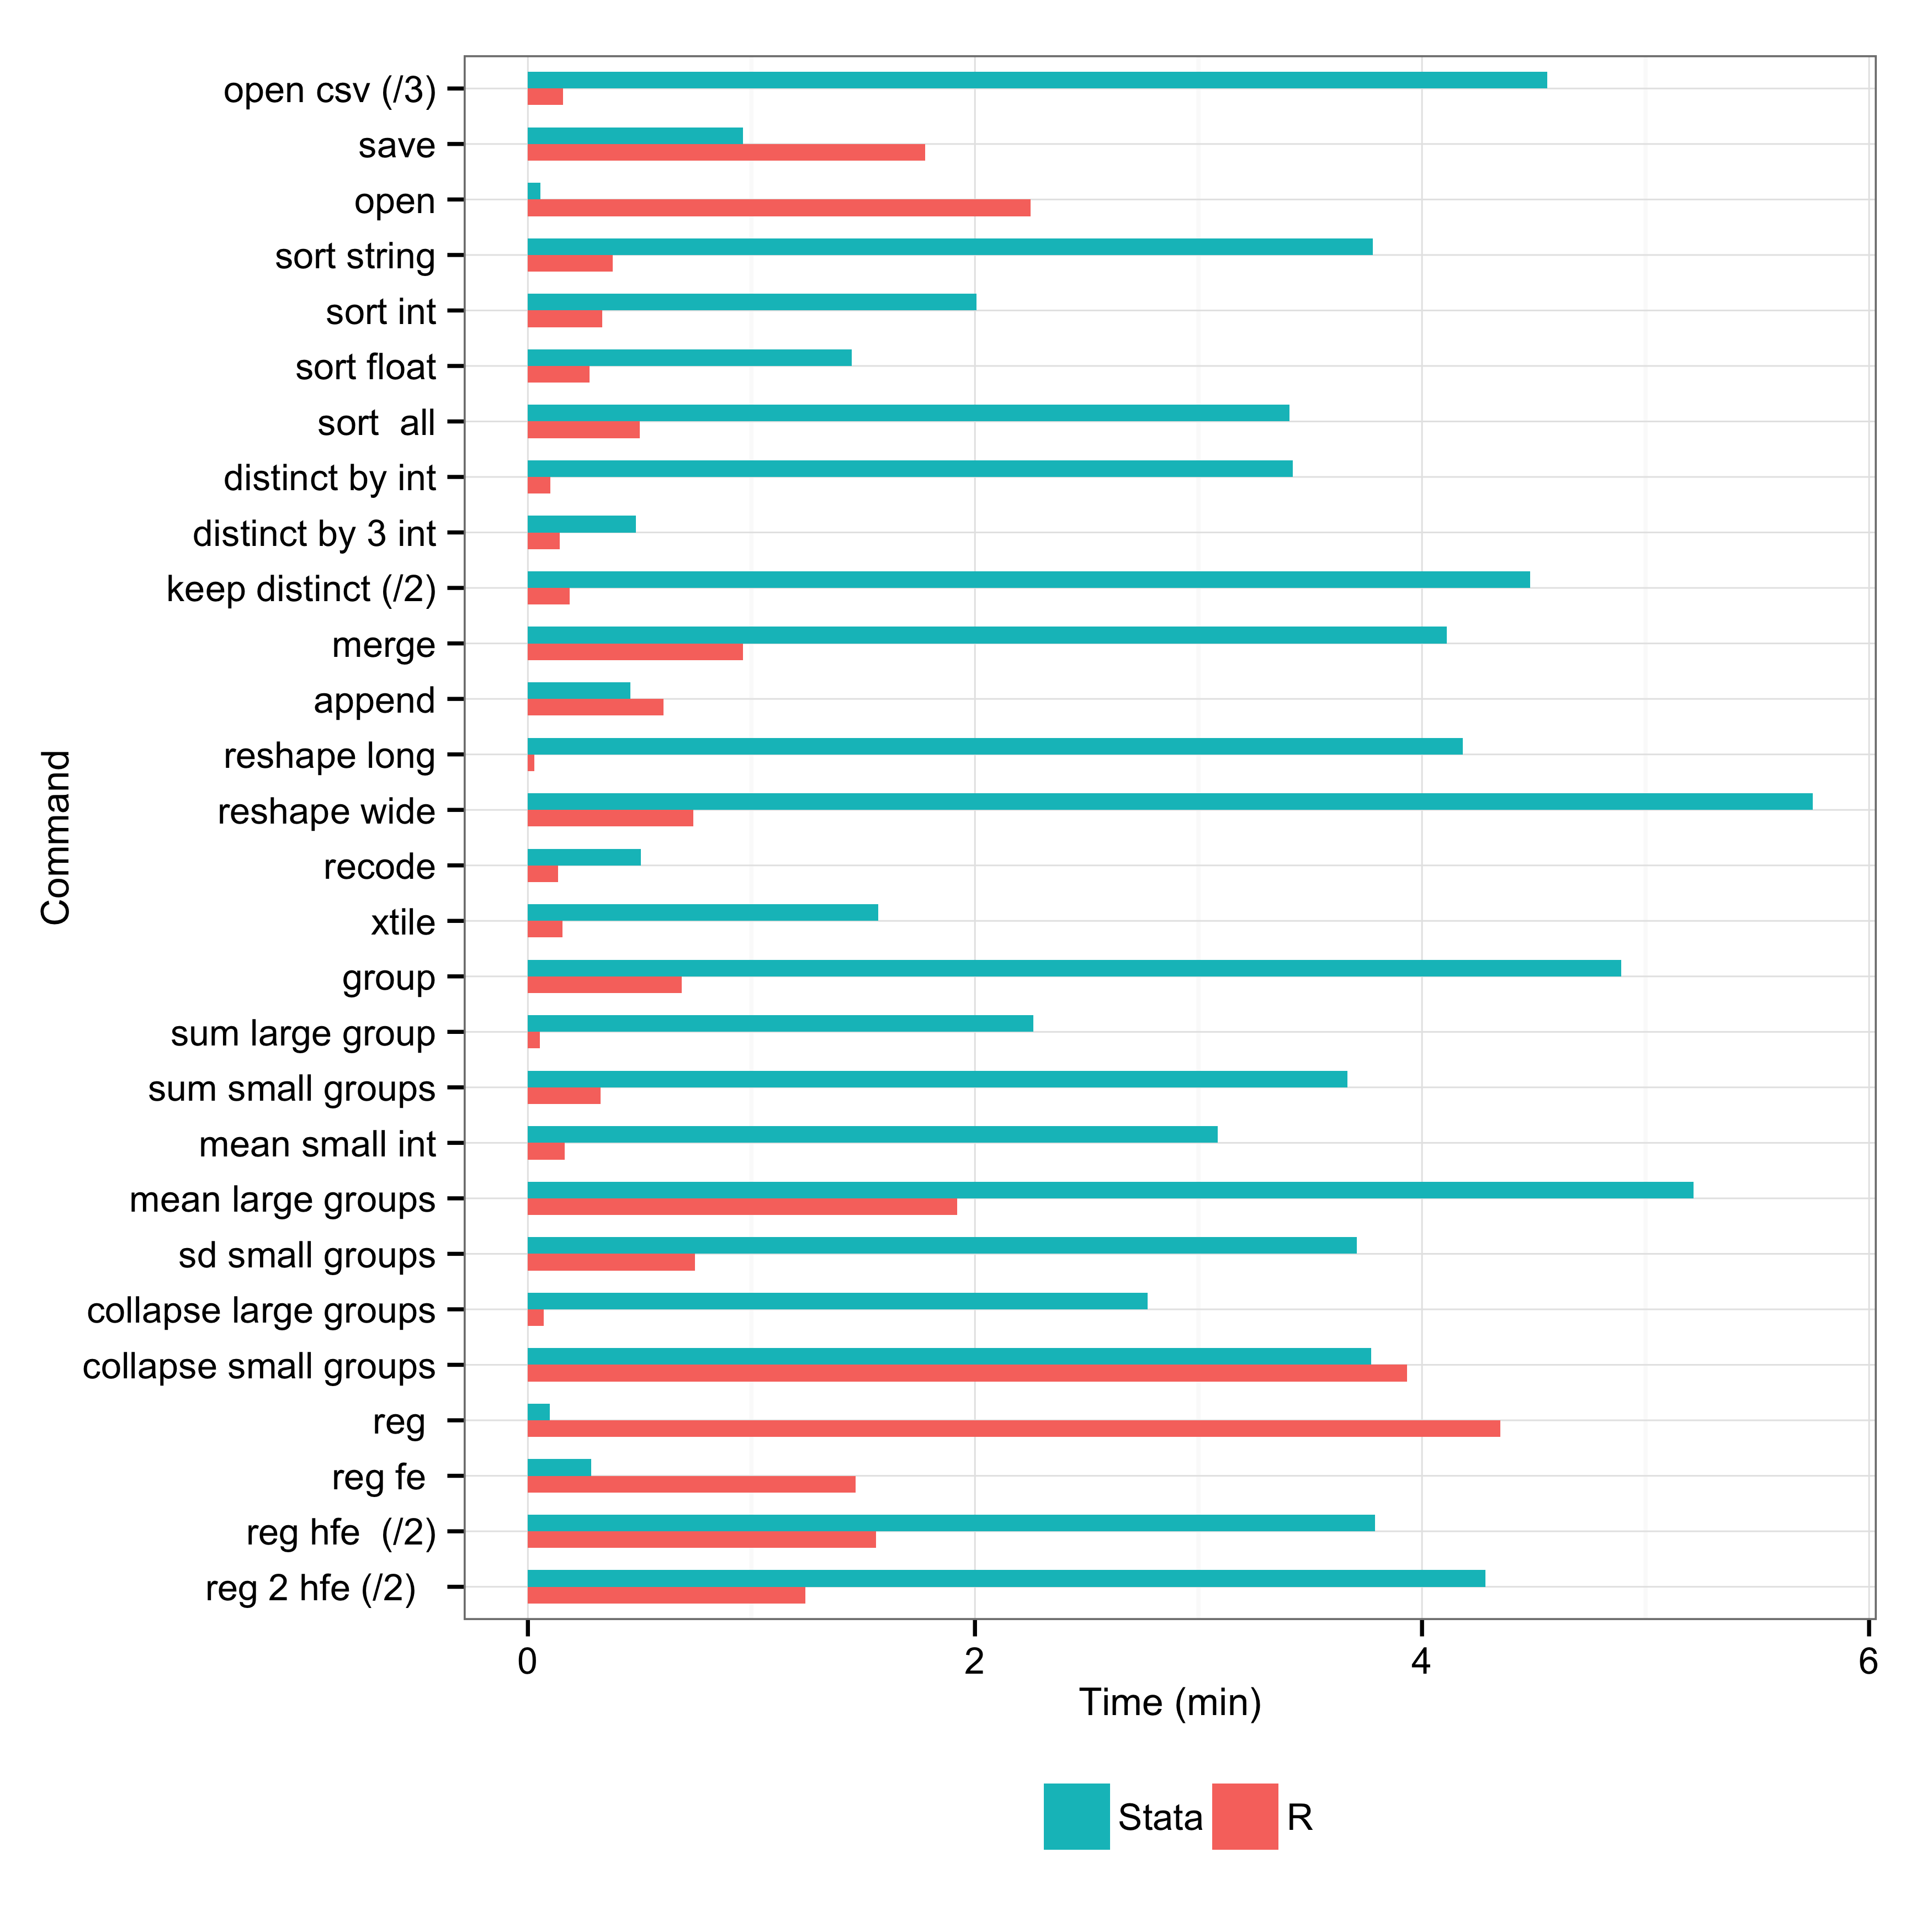 open csv (/3)
save
open
sort string
sort int
sort float
sort  all
distinct by int
distinct by 3 int
keep distinct (/2)
merge
append
reshape long
reshape wide
recode
xtile
group
sum large group
sum small groups
mean small int
mean large groups
sd small groups
collapse large groups
collapse small groups
reg
reg fe
reg hfe  (/2)
reg 2 hfe (/2)
Command
0 2 4 6
Time (min)
Stata R